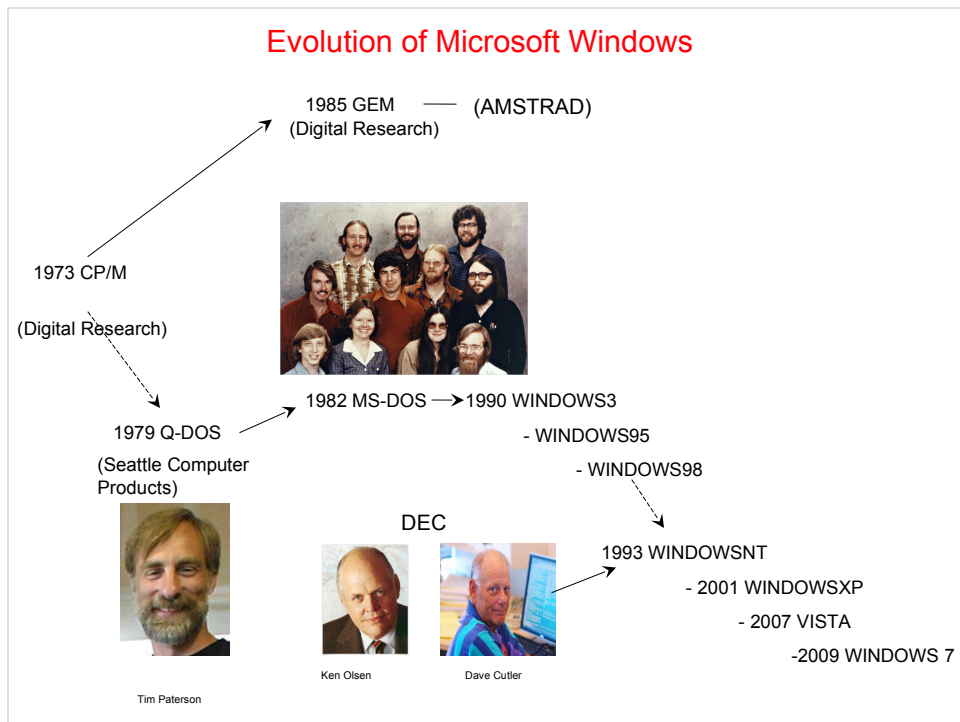 Evolution of Microsoft Windows
1985 GEM
(AMSTRAD)
(Digital Research)
1973 CP/M
(Digital Research)
1982 MS-DOS
1990 WINDOWS3
1979 Q-DOS
- WINDOWS95
(Seattle Computer
Products)
- WINDOWS98
DEC
1993 WINDOWSNT
- 2001 WINDOWSXP
- 2007 VISTA
-2009 WINDOWS 7
Ken Olsen
Dave Cutler
Tim Paterson